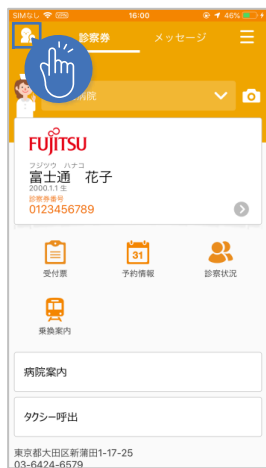 SIMなし 16:00 46%
診察券 メッセージ
病院
FUJITSU
フジツウ ハナコ
富士通 花子
2000.1.1 生
診察券番号
0123456789
受付票 31 予約情報 診察状況
乗換案内
病院案内
タクシー呼出
東京都大田区新蒲田1-17-25
03-6424-6579